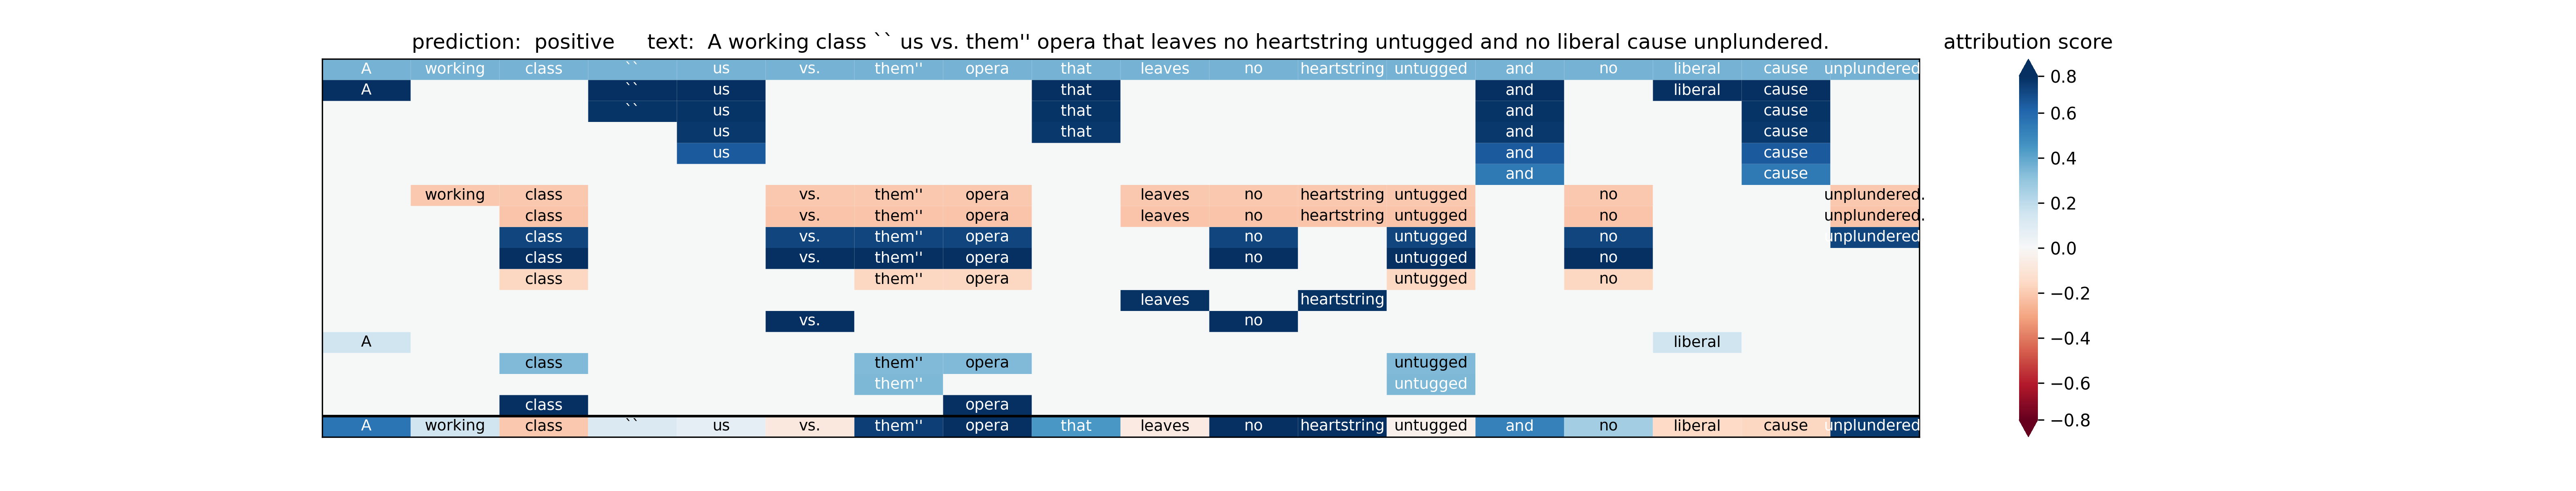 prediction:  positive     text:  A working class `` us vs. them'' opera that leaves no heartstring untugged and no liberal cause unplundered.
attribution score
A working class `` us vs. them'' opera that leaves no heartstring untugged and no liberal cause unplundered.
A `` us that and liberal cause
`` us that and cause
us that and cause
us and cause
and cause
working class vs. them'' opera leaves no heartstring untugged no unplundered.
class vs. them'' opera leaves no heartstring untugged no unplundered.
class vs. them'' opera no untugged no unplundered.
class vs. them'' opera no untugged no
class them'' opera untugged no
leaves heartstring
vs. no
A liberal
class them'' opera untugged
them'' untugged
class opera
A working class `` us vs. them'' opera that leaves no heartstring untugged and no liberal cause unplundered.
0.8
0.6
0.4
0.2
0.0
−0.2
−0.4
−0.6
−0.8